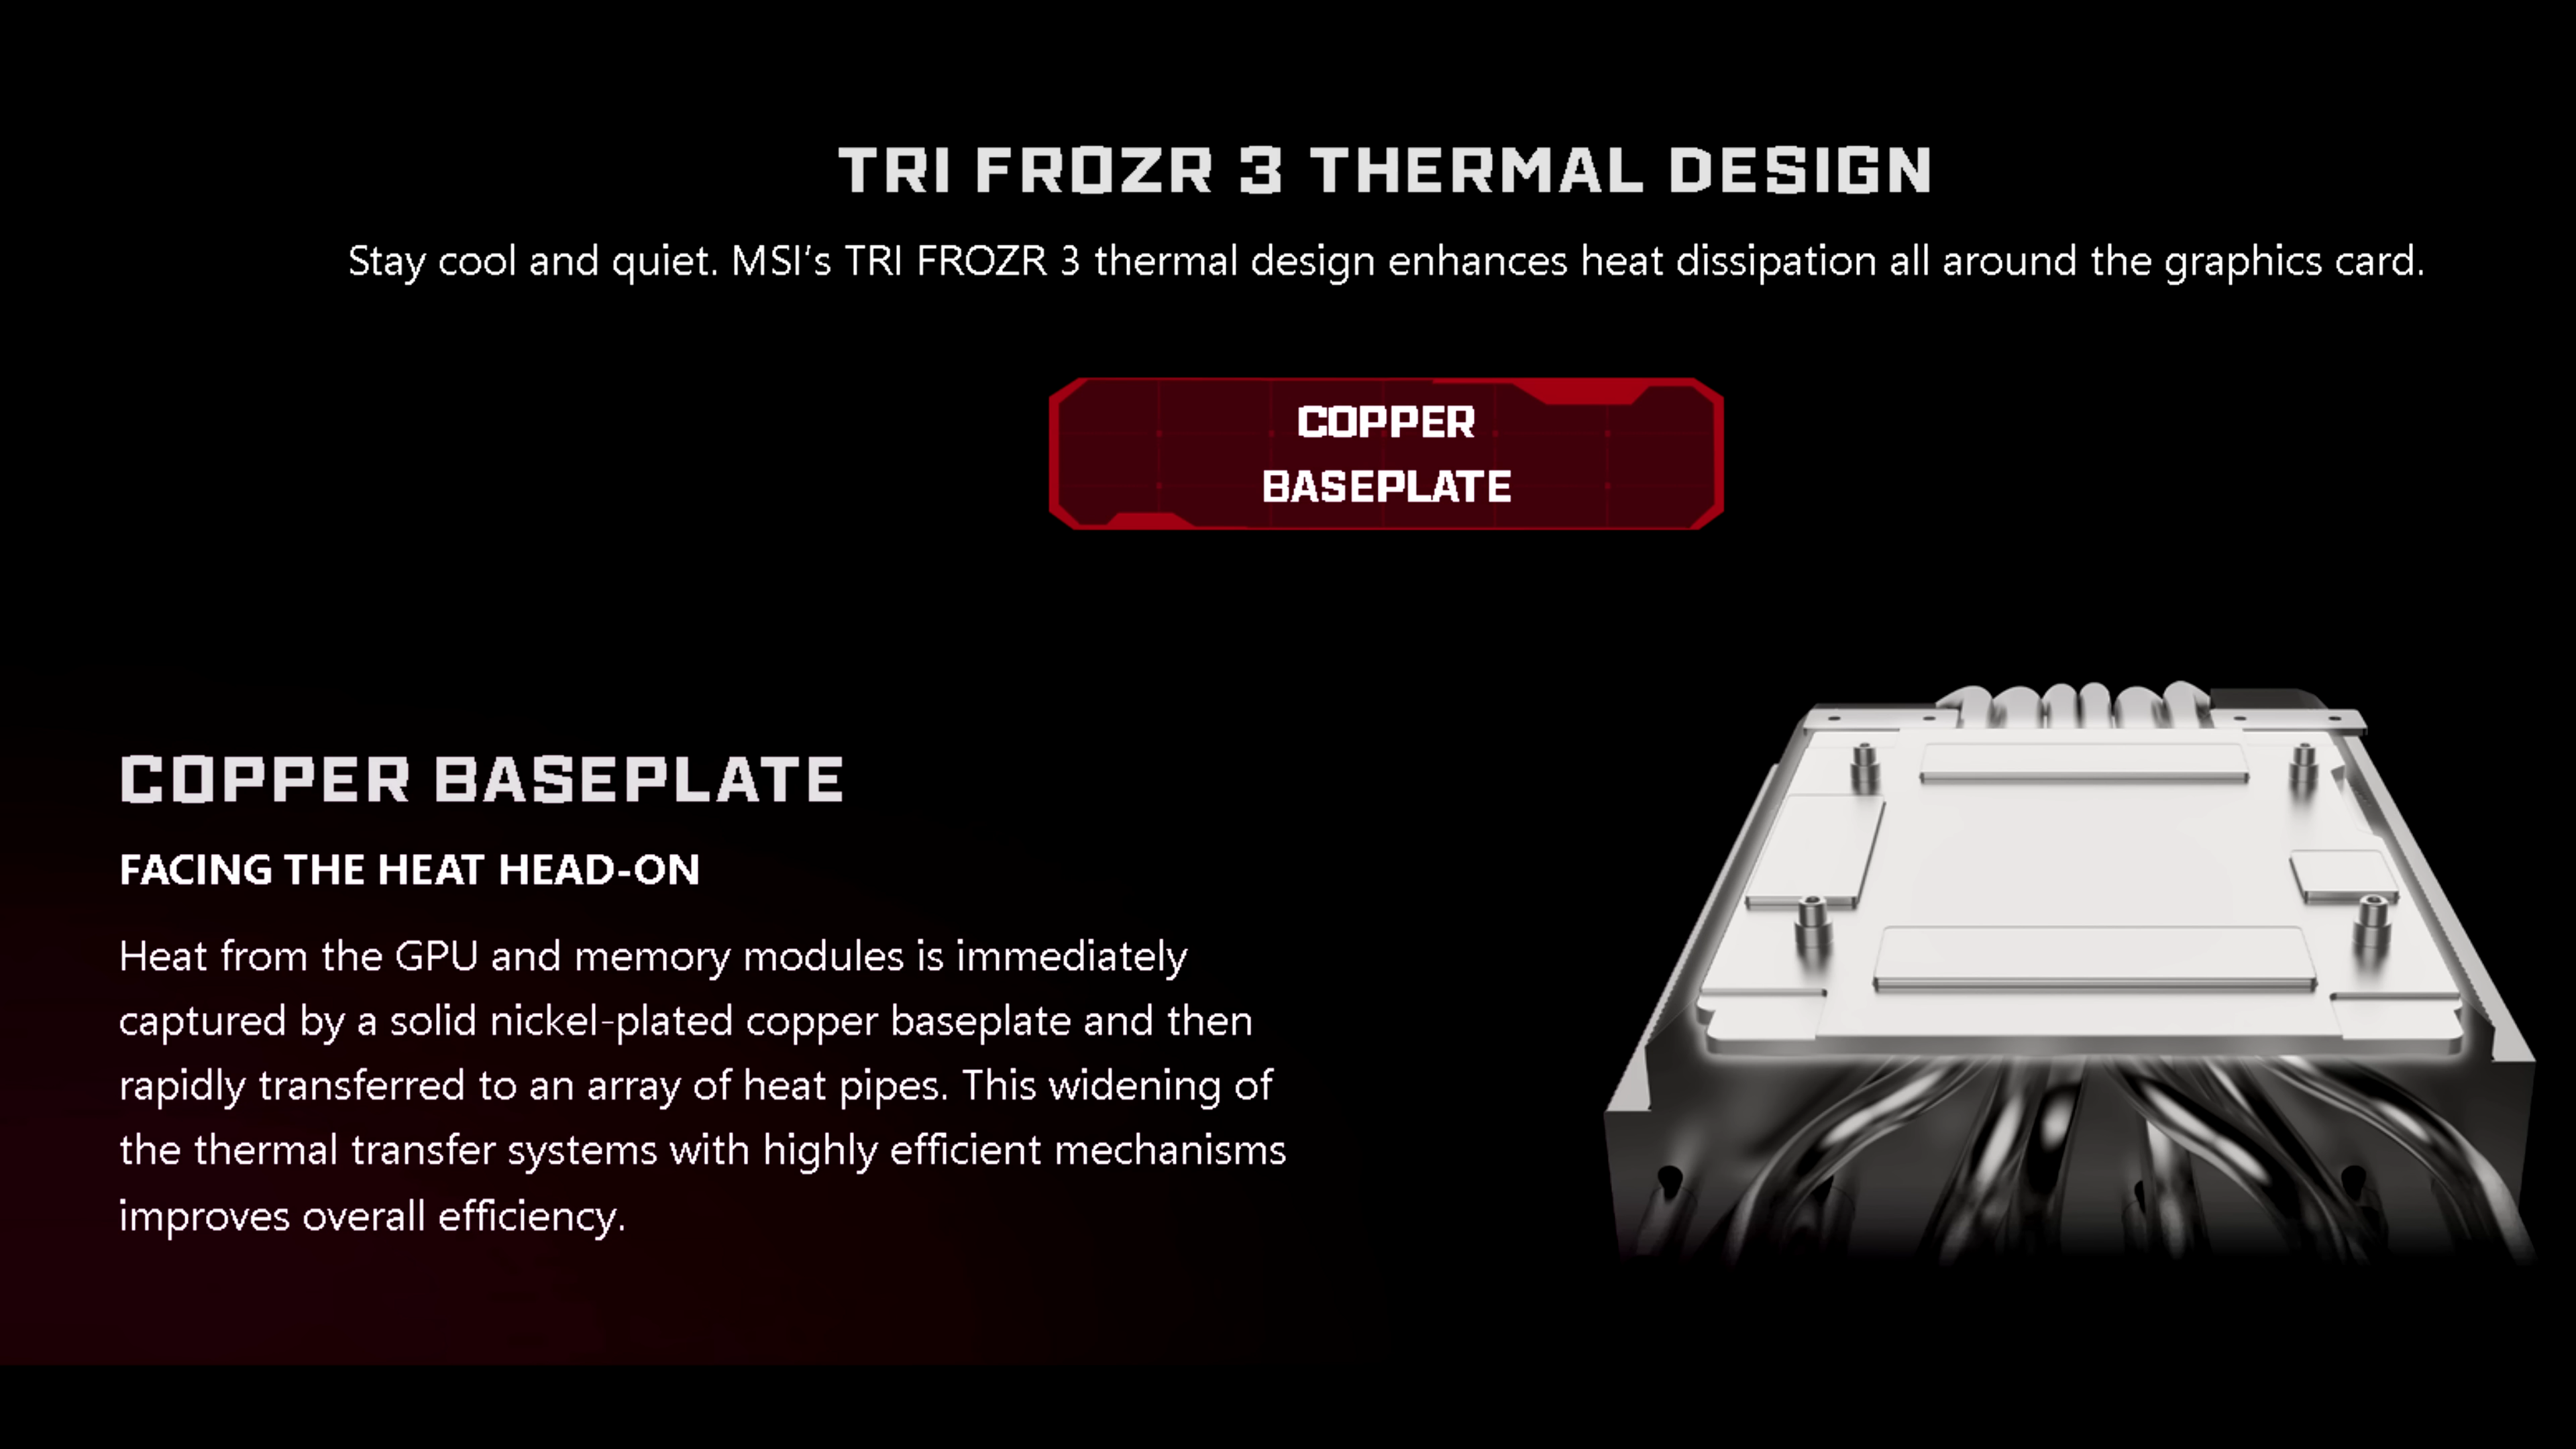 TRI FROZR 3 THERMAL DESIGN
Stay cool and quiet. MSI's TRI FROZR 3 thermal design enhances heat dissipation all around the graphics card.
COPPER
BASEPLATE
COPPER BASEPLATE
FACING THE HEAT HEAD-ON
Heat from the GPU and memory modules is immediately
captured by a solid nickel-plated copper baseplate and then
rapidly transferred to an array of heat pipes. This widening of
the thermal transfer systems with highly efficient mechanisms
improves overall efficiency.